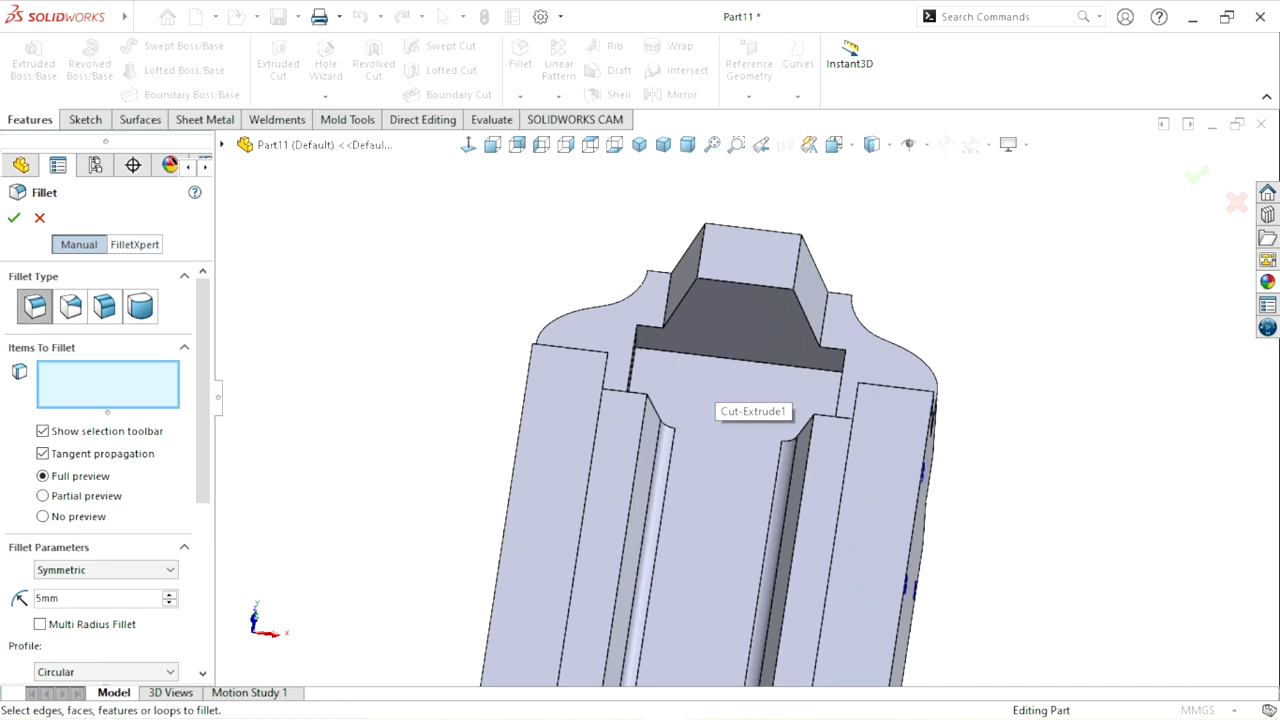 SOLIDWORKS
Part11 *
Search Commands
Extruded Boss/Base
Revolved Boss/Base
Swept Boss/Base
Lofted Boss/Base
Boundary Boss/Base
Extruded Cut
Hole Wizard
Revolved Cut
Swept Cut
Lofted Cut
Boundary Cut
Fillet
Linear Pattern
Rib
Draft
Shell
Wrap
Intersect
Mirror
Reference Geometry
Curves
Instant3D
Features
Sketch
Surfaces
Sheet Metal
Weldments
Mold Tools
Direct Editing
Evaluate
SOLIDWORKS CAM
Part11 (Default) <<Defaul...
Fillet
Manual
FilletXpert
Fillet Type
Items To Fillet
Show selection toolbar
Tangent propagation
Full preview
Partial preview
No preview
Fillet Parameters
Symmetric
5mm
Multi Radius Fillet
Profile:
Circular
Cut-Extrude1
Y
X
Model
3D Views
Motion Study 1
Select edges, faces, features or loops to fillet.
Editing Part
MMGS